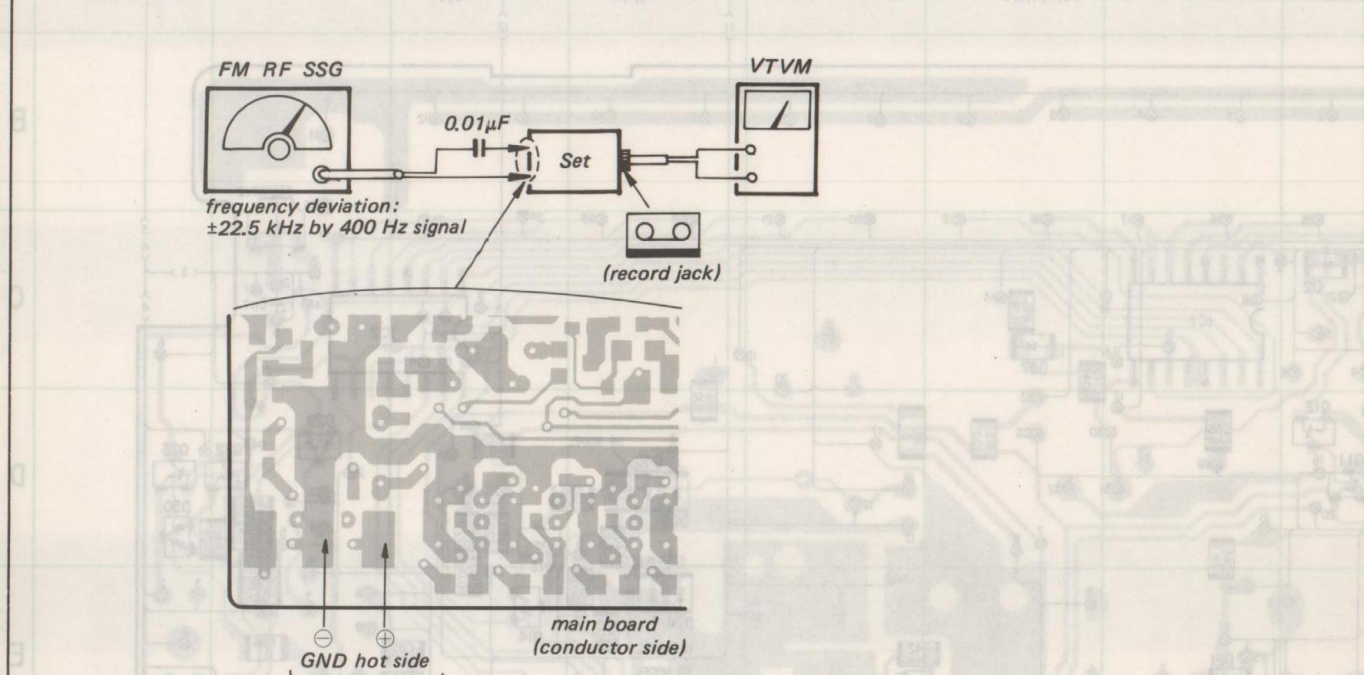 FM RF SSG
VTVM
0.01μF
Set
frequency deviation:
±22.5 kHz by 400 Hz signal
(record jack)
main board
(conductor side)
⊖ ⊕
GND hot side